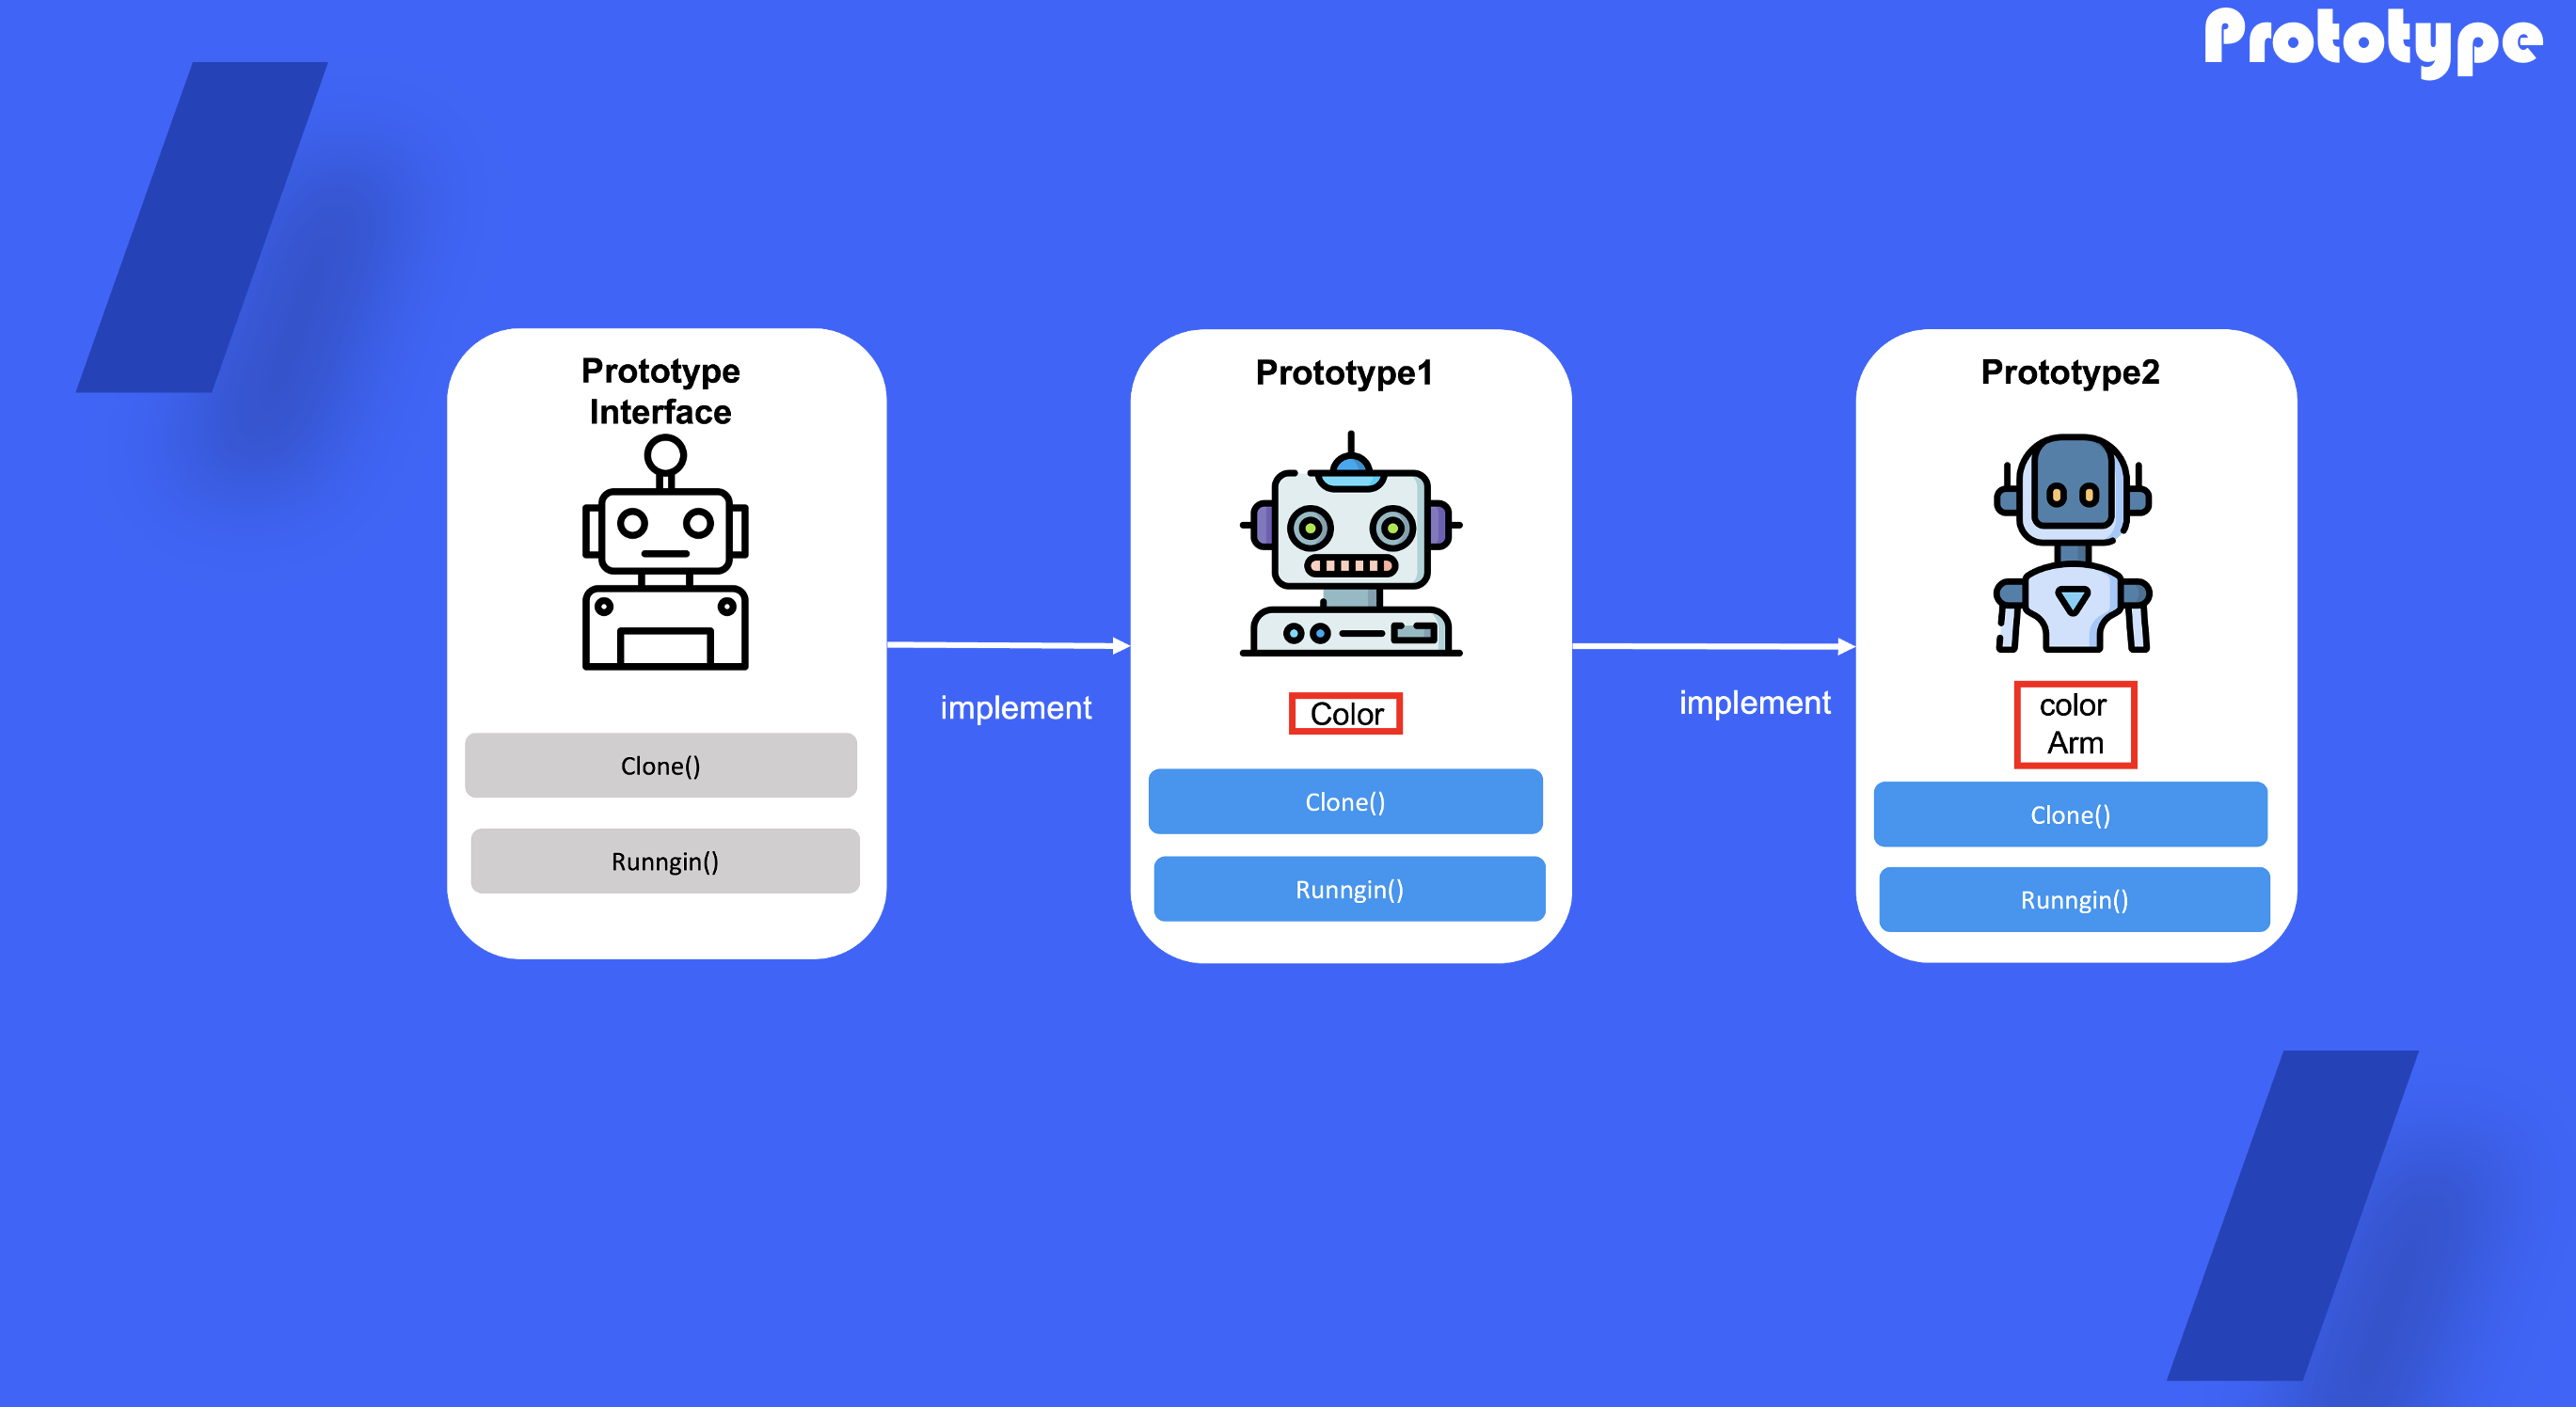 Prototype
Prototype
Interface
Clone()
Runngin()
implement
Prototype1
Color
Clone()
Runngin()
implement
Prototype2
color
Arm
Clone()
Runngin()